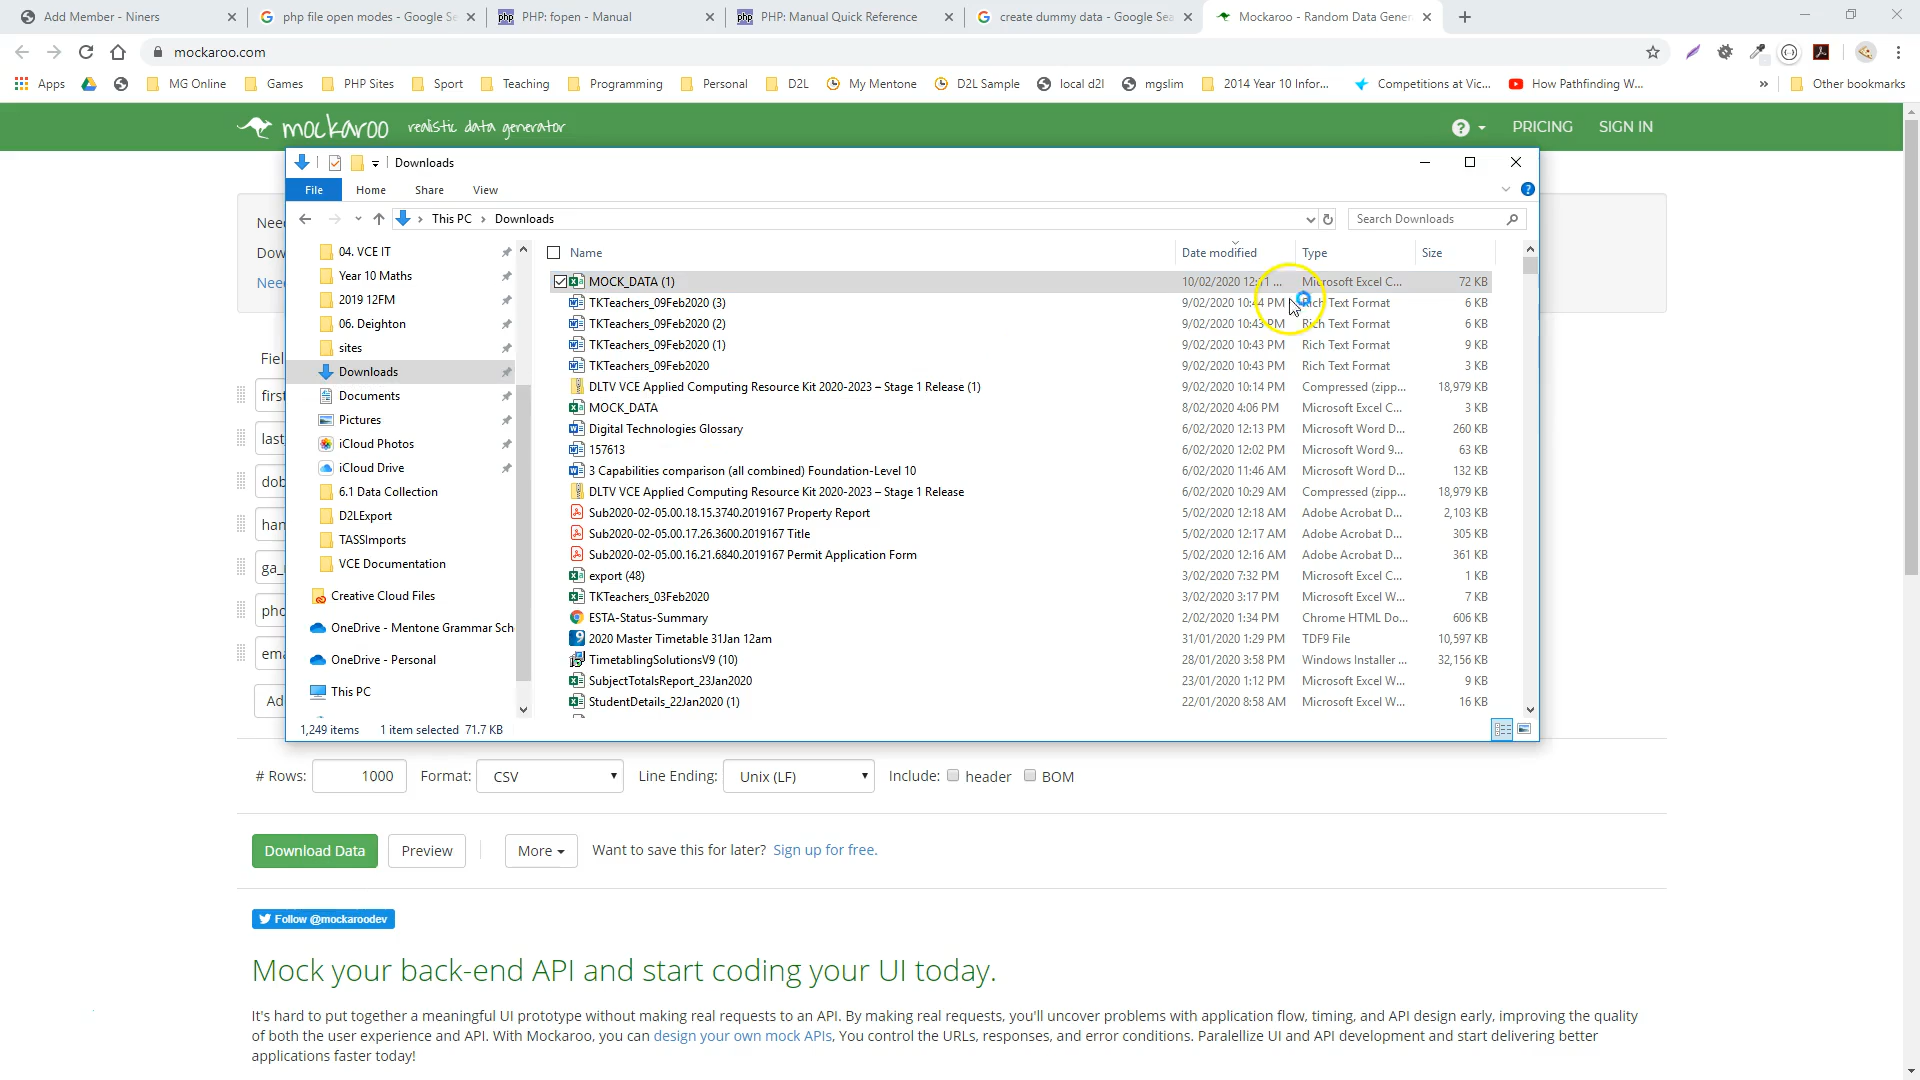 Add Member - Niners
php file open modes - Google Se
PHP: fopen - Manual
PHP: Manual Quick Reference
create dummy data - Google Sea
Mockaroo - Random Data Gener
mockaroo.com
Apps
MG Online
Games
PHP Sites
Sport
Teaching
Programming
Personal
D2L
My Mentone
D2L Sample
local d2l
mgslim
2014 Year 10 Infor...
Competitions at Vic...
How Pathfinding W...
» Other bookmarks
mockaroo realistic data generator
PRICING SIGN IN
Downloads
File Home Share View
This PC > Downloads
Search Downloads
Name Date modified Type Size
04. VCE IT
Year 10 Maths
2019 12FM
06. Deighton
sites
Downloads
Documents
Pictures
iCloud Photos
iCloud Drive
6.1 Data Collection
D2LExport
TASSImports
VCE Documentation
Creative Cloud Files
OneDrive - Mentone Grammar Sch
OneDrive - Personal
This PC
MOCK_DATA (1) 10/02/2020 Microsoft Excel C... 72 KB
TKTeachers_09Feb2020 (3) 9/02/2020 10:44 PM Rich Text Format 6 KB
TKTeachers_09Feb2020 (2) 9/02/2020 10:43 PM Rich Text Format 6 KB
TKTeachers_09Feb2020 (1) 9/02/2020 10:43 PM Rich Text Format 9 KB
TKTeachers_09Feb2020 9/02/2020 10:43 PM Rich Text Format 3 KB
DLTV VCE Applied Computing Resource Kit 2020-2023 – Stage 1 Release (1) 9/02/2020 10:14 PM Compressed (zipp... 18,979 KB
MOCK_DATA 8/02/2020 4:06 PM Microsoft Excel C... 3 KB
Digital Technologies Glossary 6/02/2020 12:13 PM Microsoft Word D... 260 KB
157613 6/02/2020 12:02 PM Microsoft Word 9... 63 KB
3 Capabilities comparison (all combined) Foundation-Level 10 6/02/2020 11:46 AM Microsoft Word D... 132 KB
DLTV VCE Applied Computing Resource Kit 2020-2023 – Stage 1 Release 6/02/2020 10:29 AM Compressed (zipp... 18,979 KB
Sub2020-02-05.00.18.15.3740.2019167 Property Report 5/02/2020 12:18 AM Adobe Acrobat D... 2,103 KB
Sub2020-02-05.00.17.26.3600.2019167 Title 5/02/2020 12:17 AM Adobe Acrobat D... 305 KB
Sub2020-02-05.00.16.21.6840.2019167 Permit Application Form 5/02/2020 12:16 AM Adobe Acrobat D... 361 KB
export (48) 3/02/2020 7:32 PM Microsoft Excel C... 1 KB
TKTeachers_03Feb2020 3/02/2020 3:17 PM Microsoft Excel W... 7 KB
ESTA-Status-Summary 2/02/2020 1:34 PM Chrome HTML Do... 606 KB
2020 Master Timetable 31Jan 12am 31/01/2020 1:29 PM TDF9 File 10,597 KB
TimetablingSolutionsV9 (10) 28/01/2020 3:58 PM Windows Installer ... 32,156 KB
SubjectTotalsReport_23Jan2020 23/01/2020 1:12 PM Microsoft Excel W... 9 KB
StudentDetails_22Jan2020 (1) 22/01/2020 8:58 AM Microsoft Excel W... 16 KB
1,249 items 1 item selected 71.7 KB
Nee
Dow
Nee
Fiel
first
last
dob
han
ga_
pho
ema
Ad
# Rows: 1000 Format: CSV Line Ending: Unix (LF) Include: header BOM
Download Data Preview More Want to save this for later? Sign up for free.
Follow @mockaroodev
Mock your back-end API and start coding your UI today.
It's hard to put together a meaningful UI prototype without making real requests to an API. By making real requests, you'll uncover problems with application flow, timing, and API design early, improving the quality
of both the user experience and API. With Mockaroo, you can design your own mock APIs, You control the URLs, responses, and error conditions. Paralellize UI and API development and start delivering better
applications faster today!